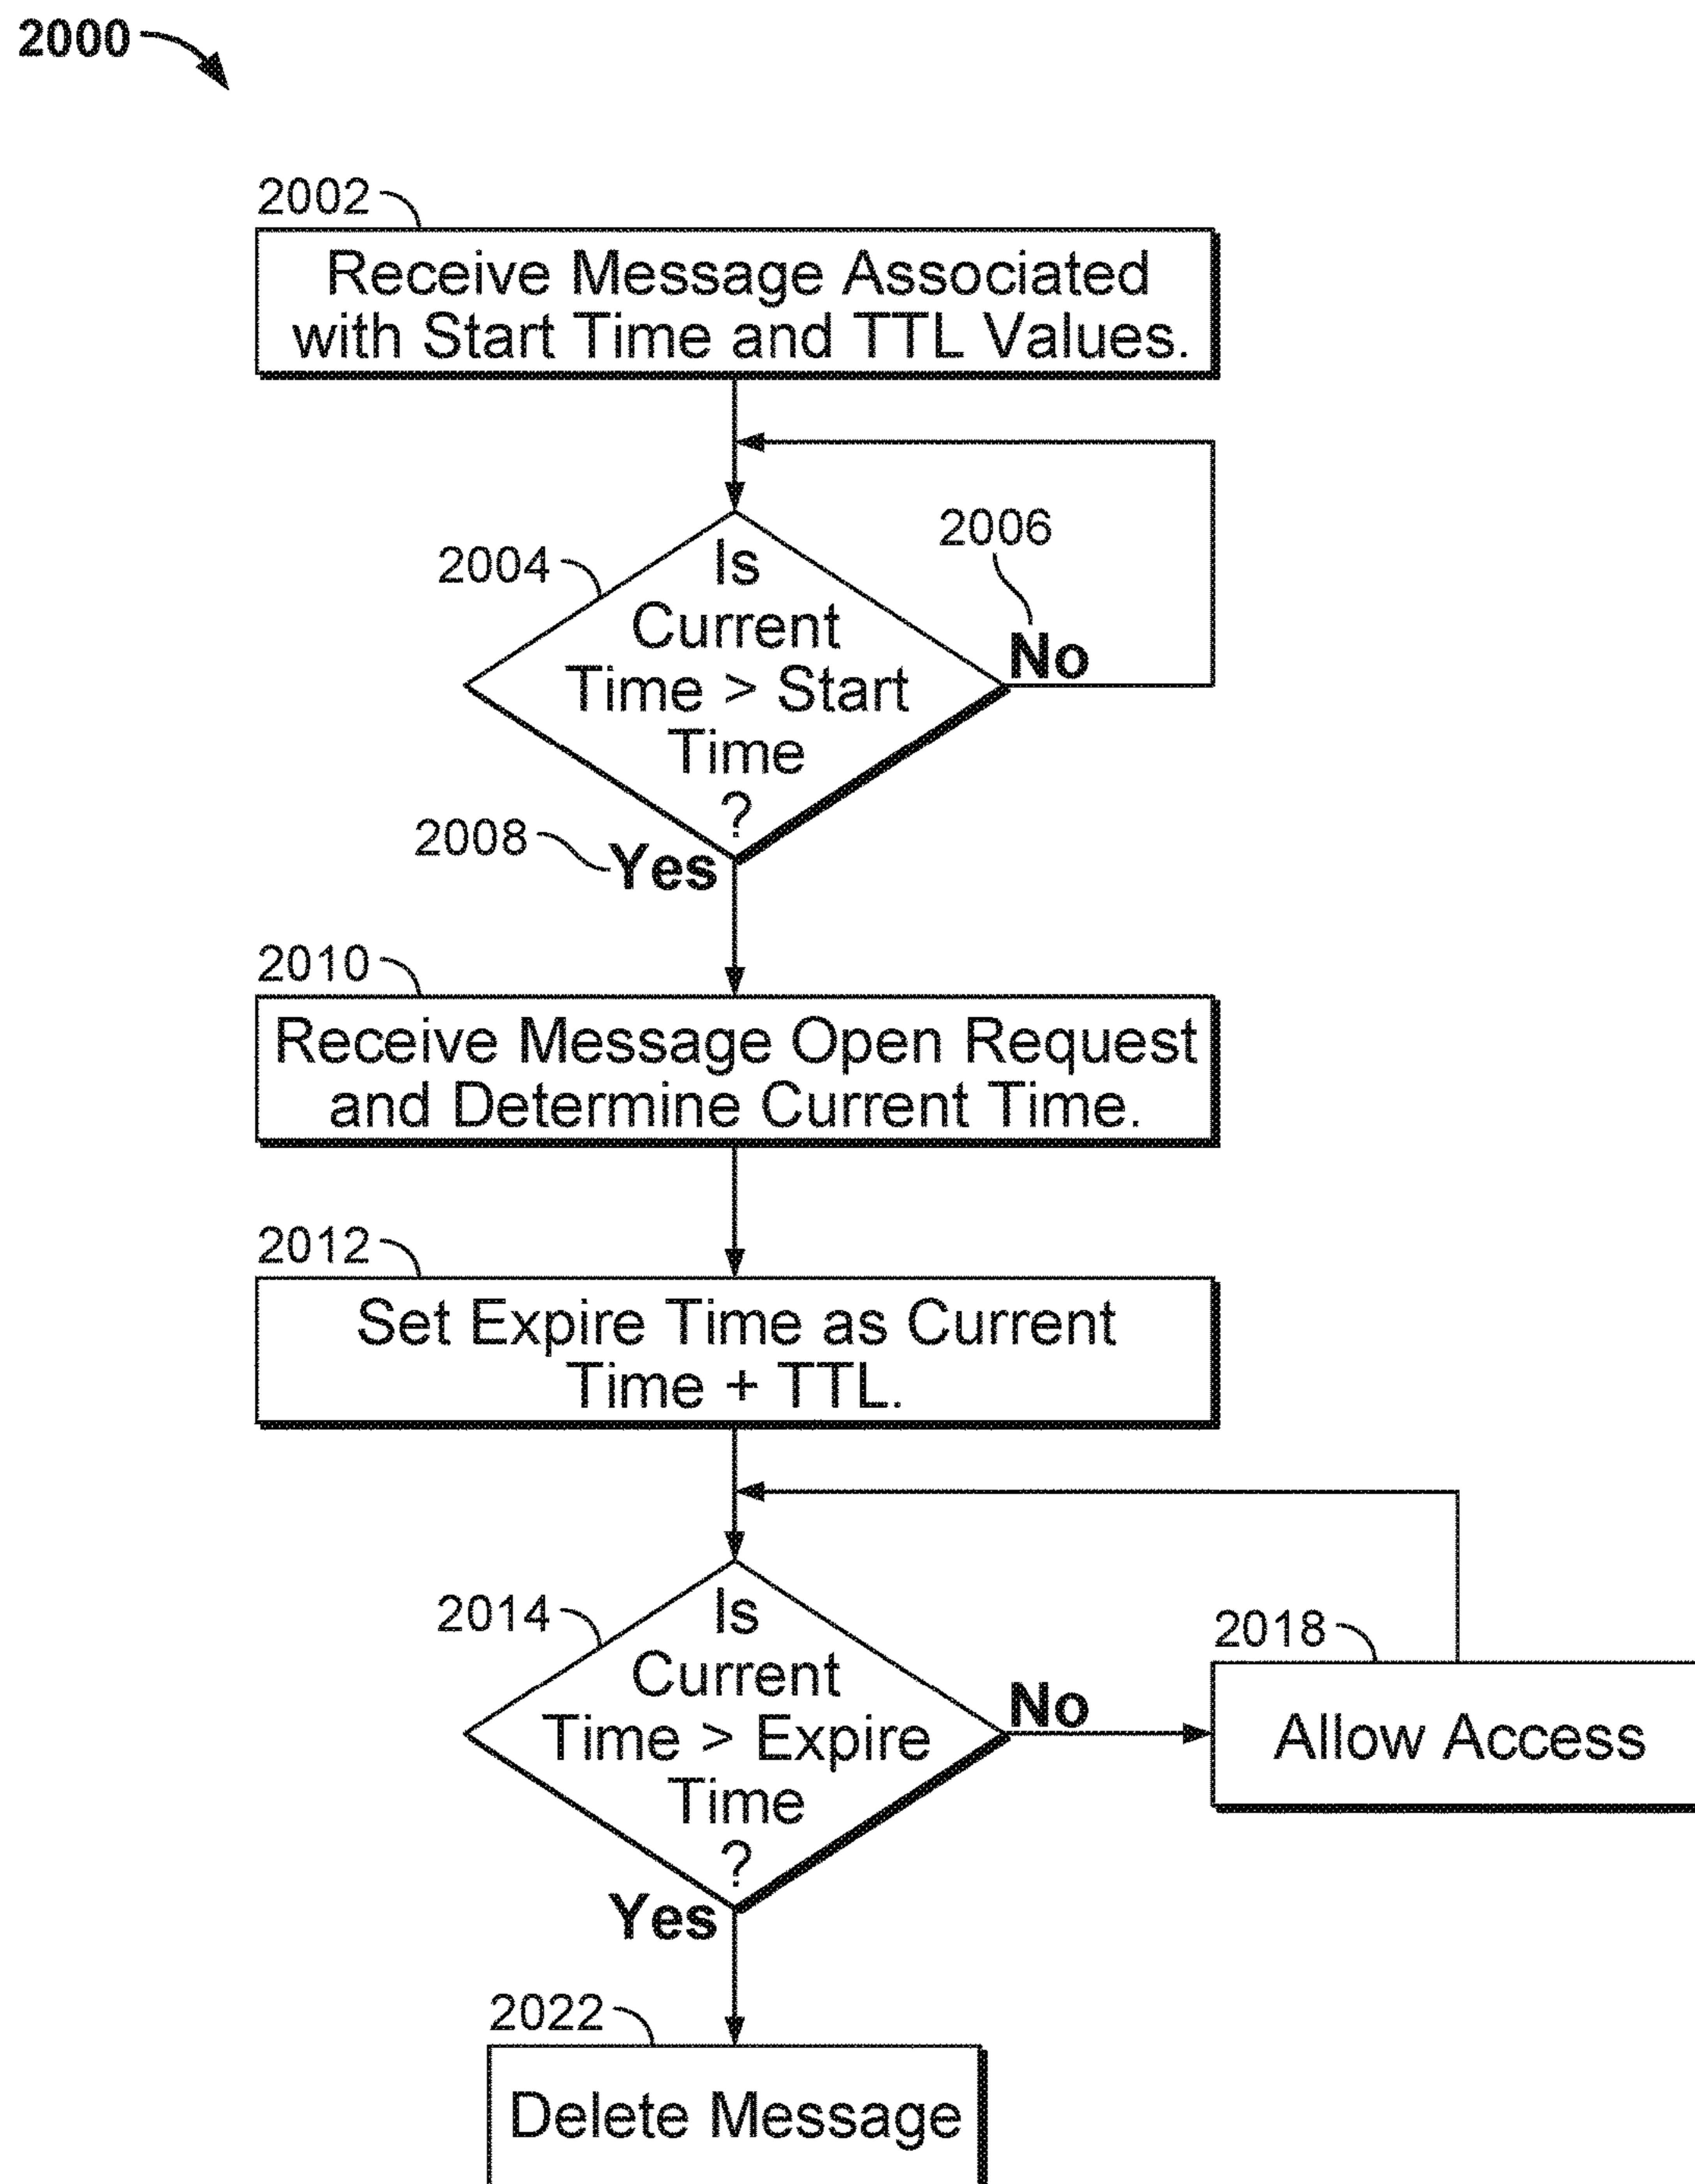 2000
2002
Receive Message Associated
with Start Time and TTL Values.
2004
Is
Current
Time > Start
Time
?
2006
No
2008
Yes
2010
Receive Message Open Request
and Determine Current Time.
2012
Set Expire Time as Current
Time + TTL.
2014
Is
Current
Time > Expire
Time
?
No
2018
Allow Access
Yes
2022
Delete Message